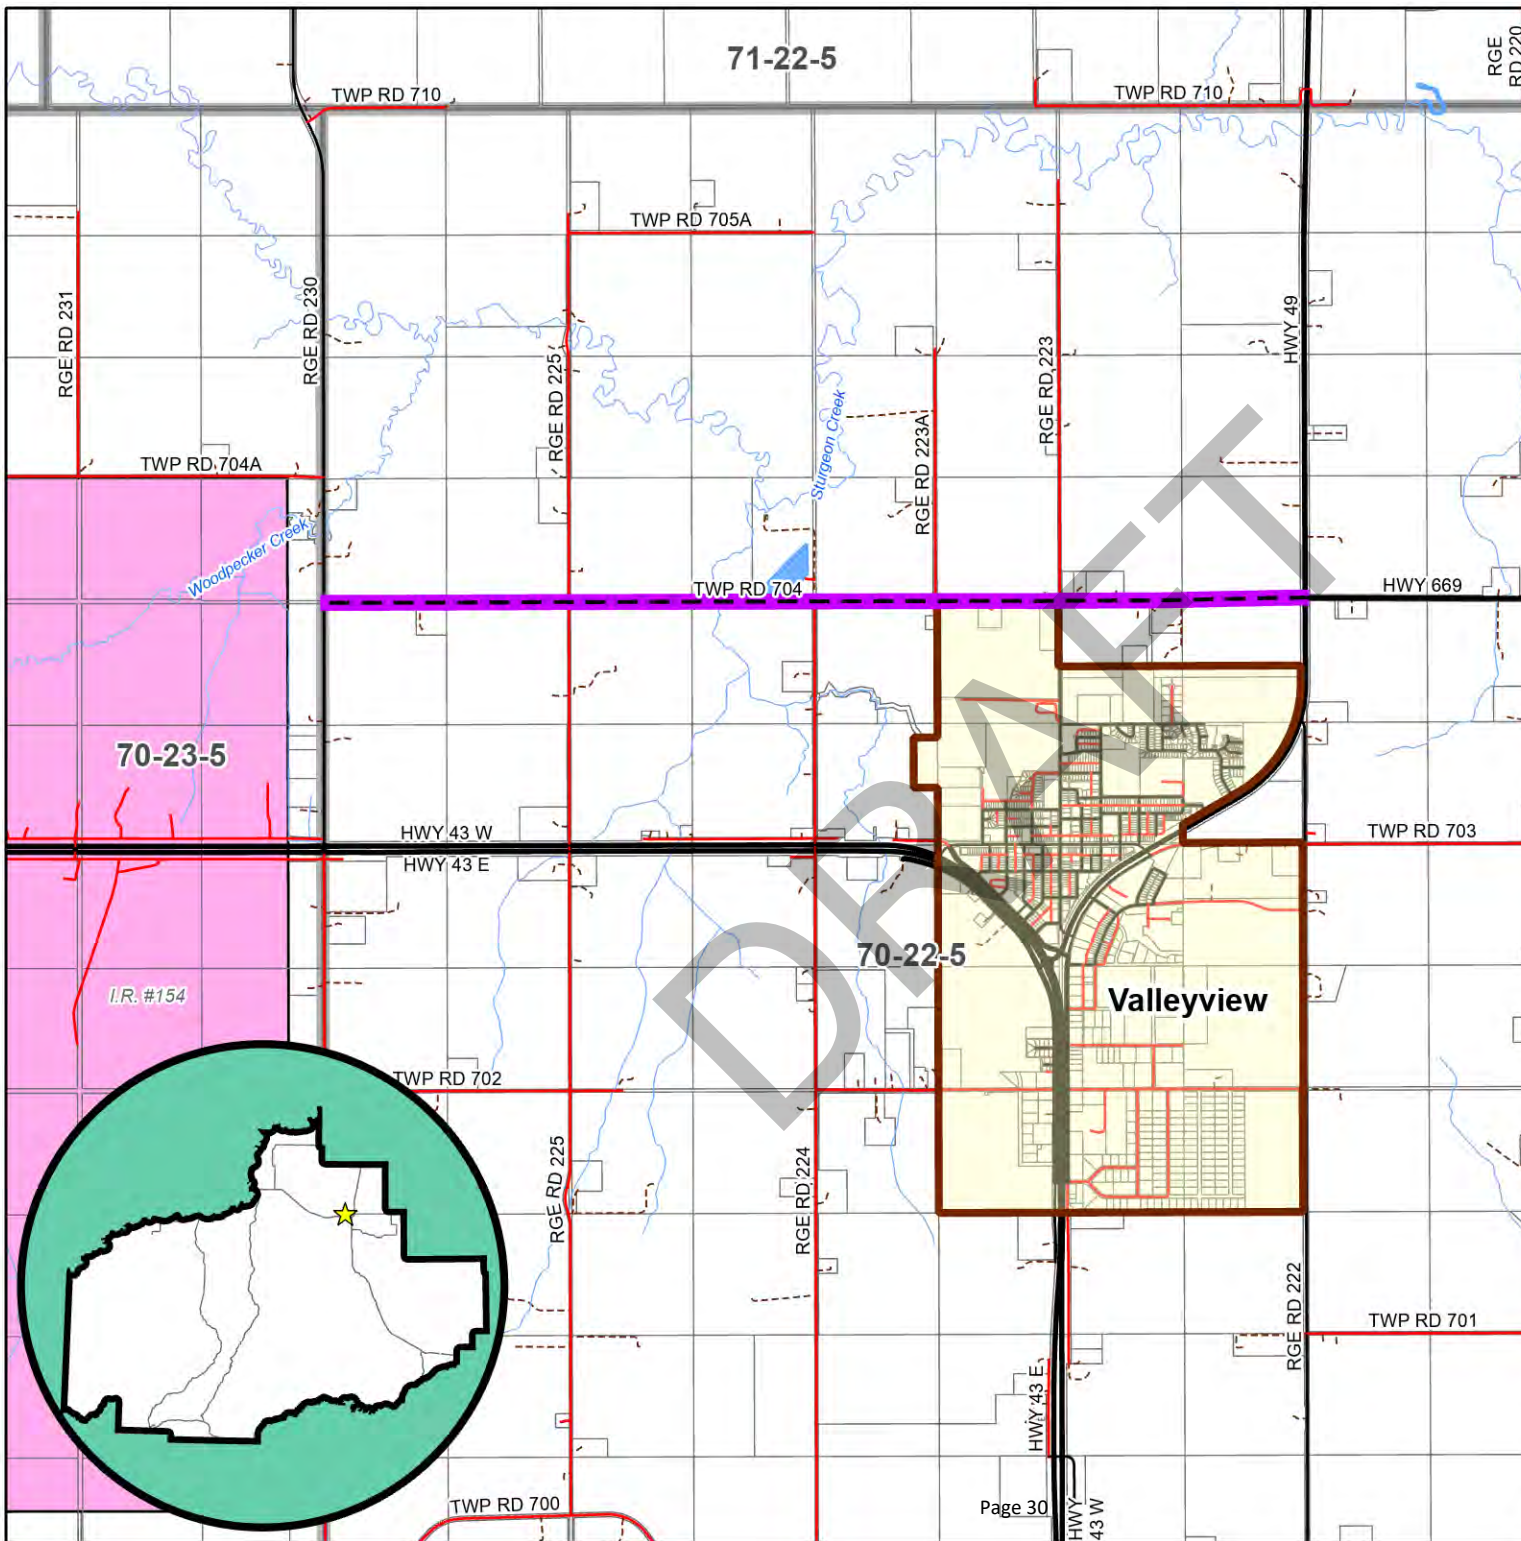 71-22-5
RGE
RD 220
TWP RD 710
TWP RD 710
TWP RD 705A
RGE RD 231
RGE RD 230
RGE RD 225
RGE RD 223
HWY 49
Sturgeon Creek
RGE RD 223A
TWP RD 704A
Woodpecker Creek
TWP RD 704
HWY 669
70-23-5
HWY 43 W
HWY 43 E
TWP RD 703
70-22-5
I.R. #154
Valleyview
DRAFT
TWP RD 702
RGE RD 225
RGE RD 224
RGE RD 222
TWP RD 701
HWY 43 E
TWP RD 700
Page 30
HWY
43 W